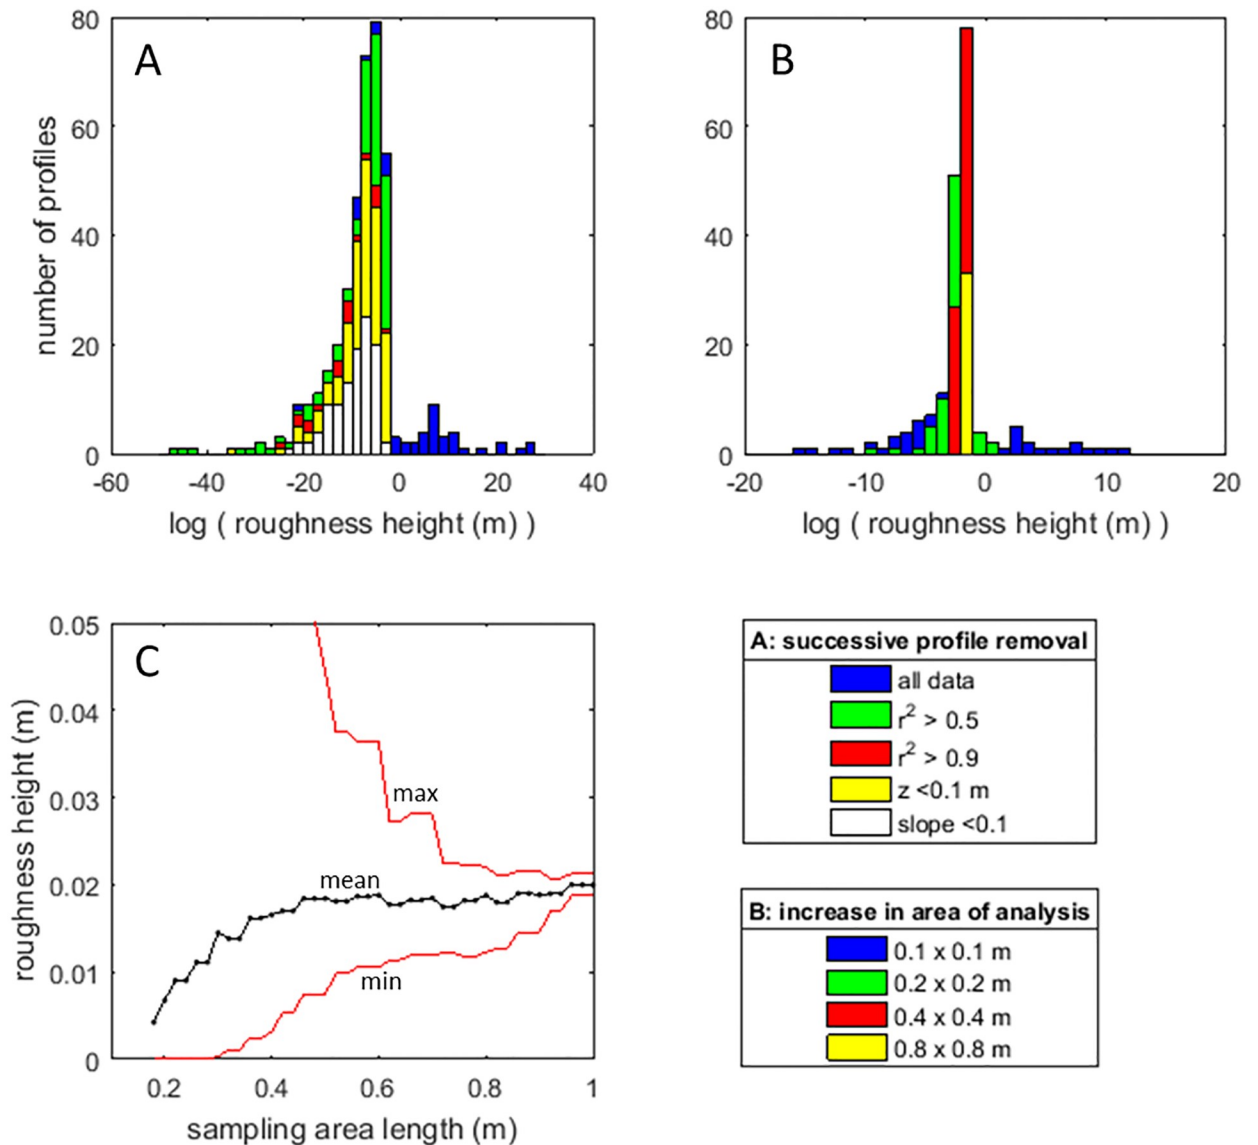 A
80
60
40
20
0
number of profiles
-60 -40 -20 0 20 40
log ( roughness height (m) )
B
80
60
40
20
0
-20 -10 0 10 20
log ( roughness height (m) )
C
0.05
0.04
0.03
0.02
0.01
0
roughness height (m)
max
mean
min
0.2 0.4 0.6 0.8 1
sampling area length (m)
A: successive profile removal
all data
r² > 0.5
r² > 0.9
z <0.1 m
slope <0.1
B: increase in area of analysis
0.1 x 0.1 m
0.2 x 0.2 m
0.4 x 0.4 m
0.8 x 0.8 m